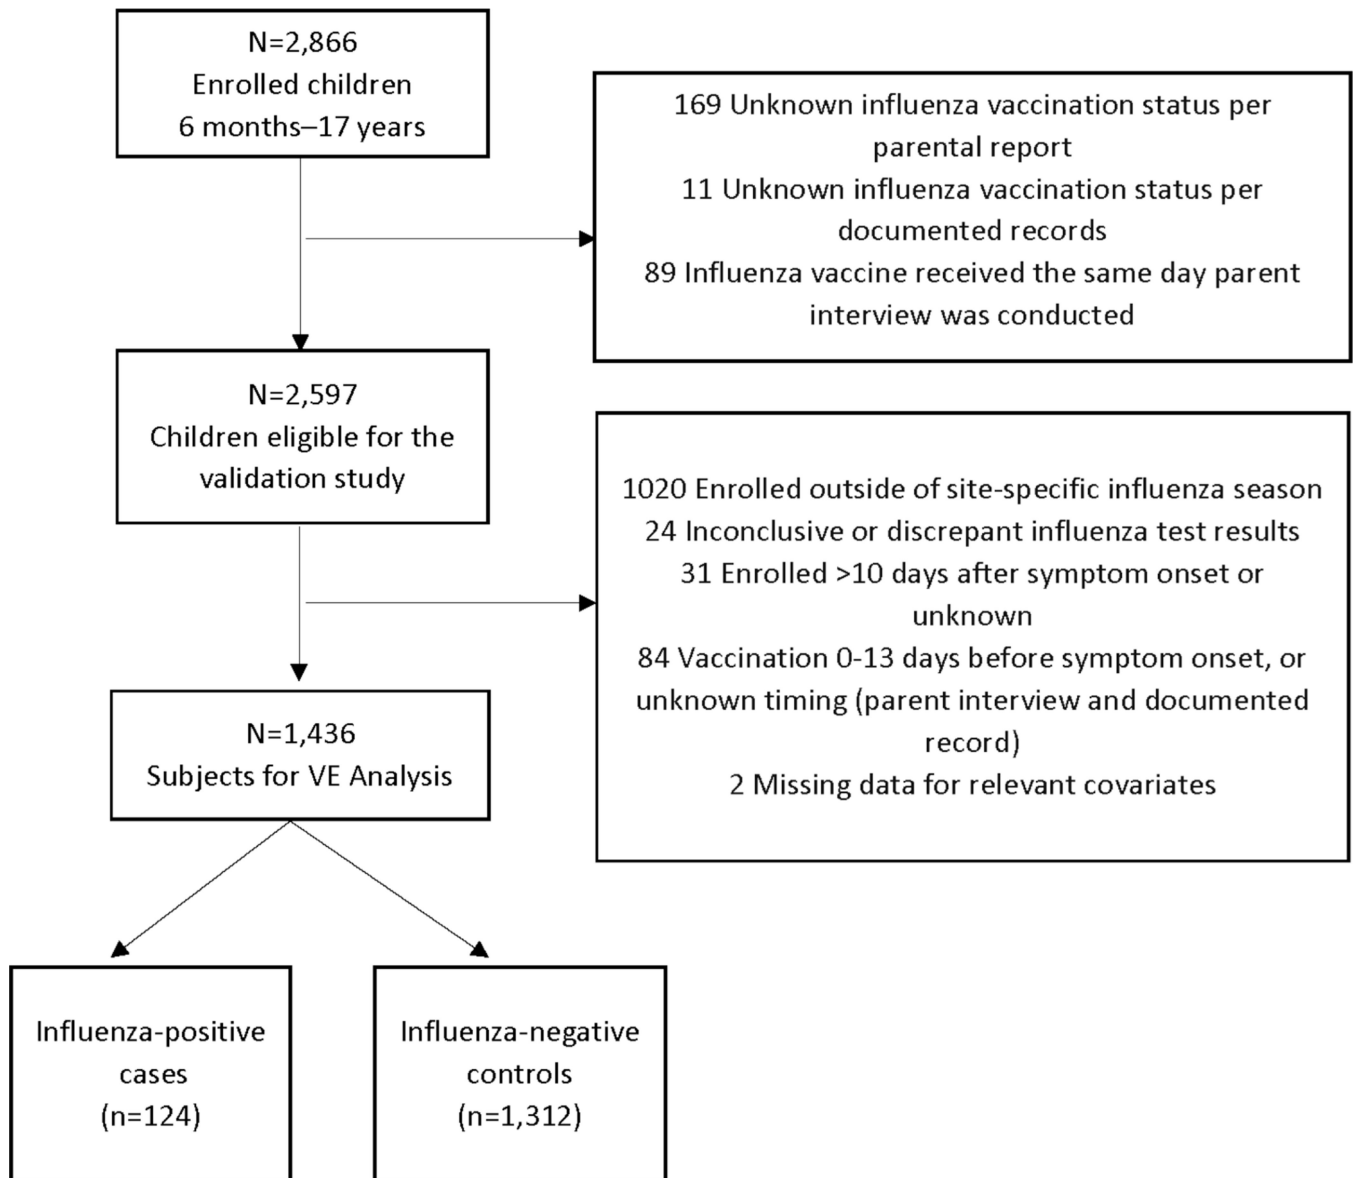 N=2,866
Enrolled children
6 months–17 years
169 Unknown influenza vaccination status per
parental report
11 Unknown influenza vaccination status per
documented records
89 Influenza vaccine received the same day parent
interview was conducted
N=2,597
Children eligible for the
validation study
1020 Enrolled outside of site-specific influenza season
24 Inconclusive or discrepant influenza test results
31 Enrolled >10 days after symptom onset or
unknown
84 Vaccination 0-13 days before symptom onset, or
unknown timing (parent interview and documented
record)
2 Missing data for relevant covariates
N=1,436
Subjects for VE Analysis
Influenza-positive
cases
(n=124)
Influenza-negative
controls
(n=1,312)